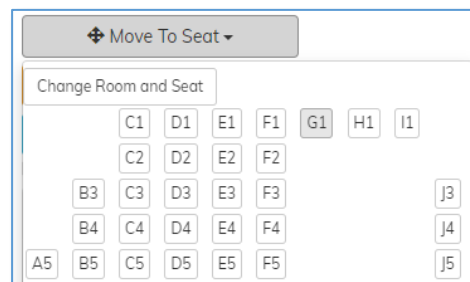 Move To Seat
Change Room and Seat
C1 D1 E1 F1 G1 H1 I1
C2 D2 E2 F2
B3 C3 D3 E3 F3 J3
B4 C4 D4 E4 F4 J4
A5 B5 C5 D5 E5 F5 J5